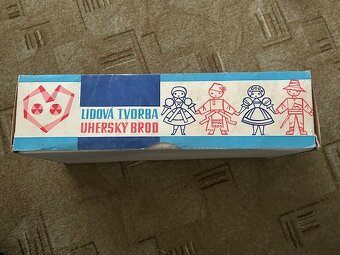 LIDOVÁ TVORBA
UHERSKÝ BROD